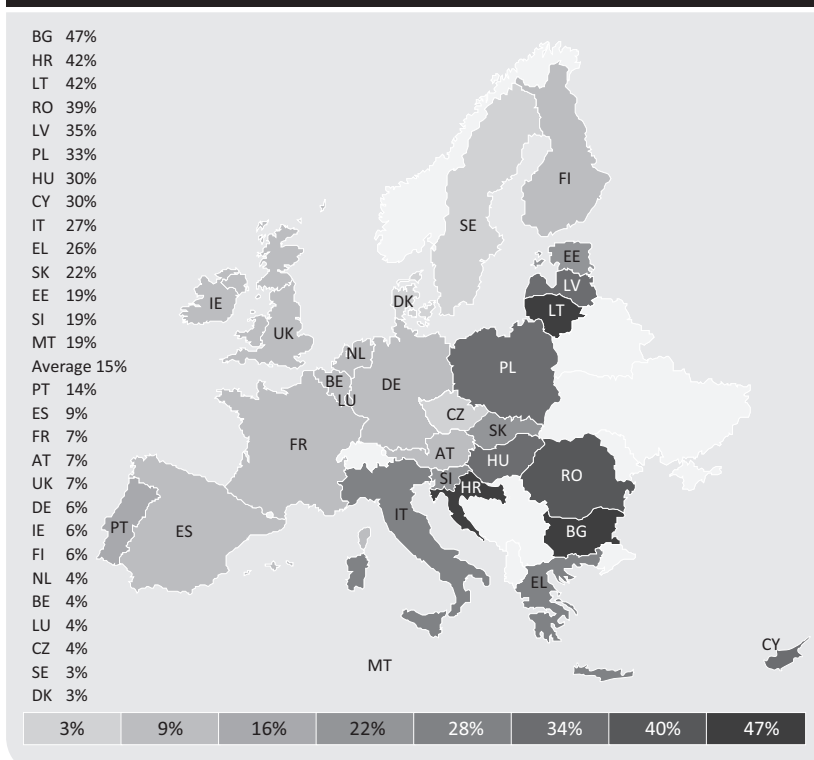 BG 47%
HR 42%
LT 42%
RO 39%
LV 35%
PL 33%
HU 30%
CY 30%
IT 27%
EL 26%
SK 22%
EE 19%
SI 19%
MT 19%
Average 15%
PT 14%
ES 9%
FR 7%
AT 7%
UK 7%
DE 6%
IE 6%
FI 6%
NL 4%
BE 4%
LU 4%
CZ 4%
SE 3%
DK 3%
FI
SE
EE
LV
LT
DK
IE
UK
NL
BE
LU
DE
PL
CZ
SK
FR
AT
HU
SI
HR
RO
IT
PT
ES
BG
EL
CY
MT
3% 9% 16% 22% 28% 34% 40% 47%